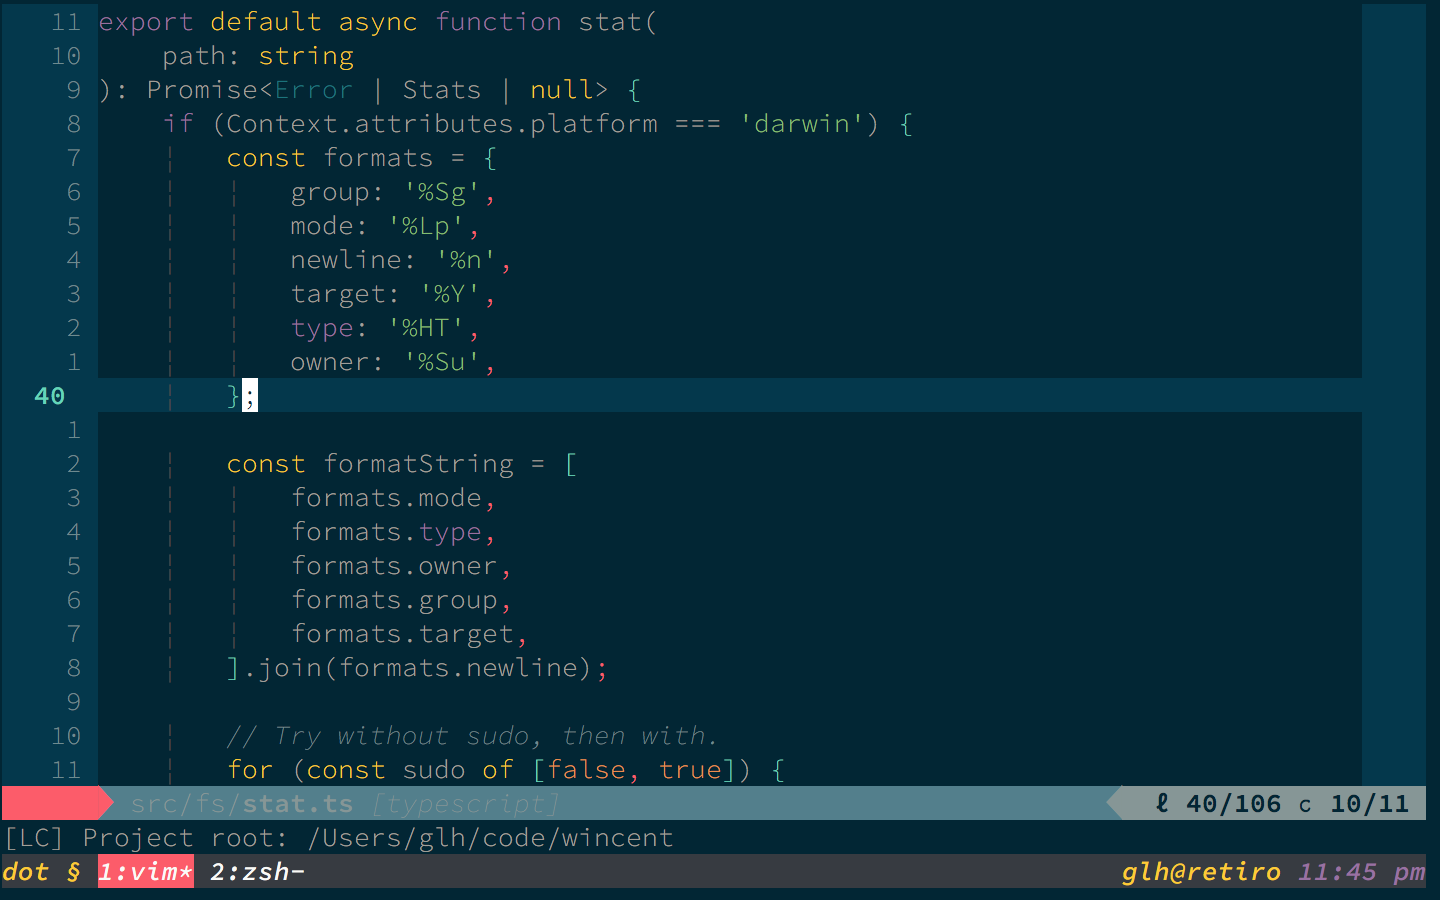 11 export default async function stat(
10     path: string
9 ): Promise<Error | Stats | null> {
8     if (Context.attributes.platform === 'darwin') {
7         const formats = {
6             group: '%Sg',
5             mode: '%Lp',
4             newline: '%n',
3             target: '%Y',
2             type: '%HT',
1             owner: '%Su',
40         };
1
2         const formatString = [
3             formats.mode,
4             formats.type,
5             formats.owner,
6             formats.group,
7             formats.target,
8         ].join(formats.newline);
9
10         // Try without sudo, then with.
11         for (const sudo of [false, true]) {
src/fs/stat.ts [typescript] ℓ 40/106 c 10/11
[LC] Project root: /Users/glh/code/wincent
dot § 1:vim* 2:zsh- glh@retiro 11:45 pm